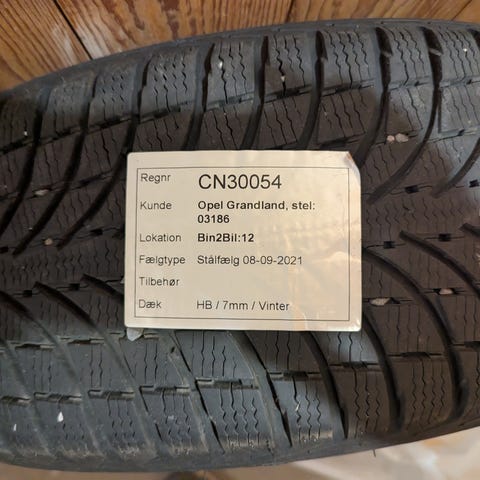 Regnr CN30054
Kunde Opel Grandland, stel:
03186
Lokation Bin2Bil:12
Fælgtype Stålfælg 08-09-2021
Tilbehør
Dæk HB / 7mm / Vinter